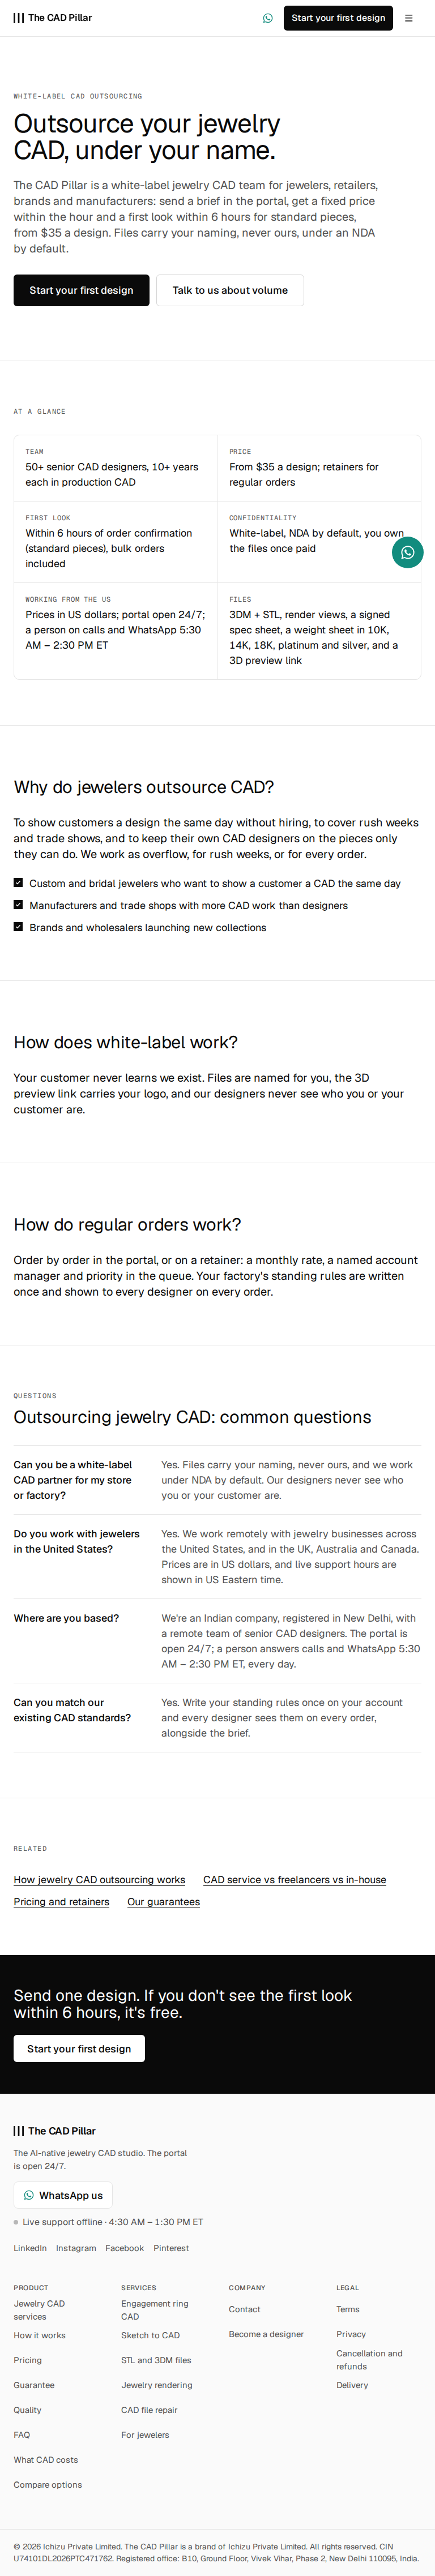 The CAD Pillar
Start your first design
WHITE-LABEL CAD OUTSOURCING
Outsource your jewelry
CAD, under your name.
The CAD Pillar is a white-label jewelry CAD team for jewelers, retailers,
brands and manufacturers: send a brief in the portal, get a fixed price
within the hour and a first look within 6 hours for standard pieces,
from $35 a design. Files carry your naming, never ours, under an NDA
by default.
Start your first design
Talk to us about volume
AT A GLANCE
TEAM
50+ senior CAD designers, 10+ years
each in production CAD
PRICE
From $35 a design; retainers for
regular orders
FIRST LOOK
Within 6 hours of order confirmation
(standard pieces), bulk orders
included
CONFIDENTIALITY
White-label, NDA by default, you own
the files once paid
WORKING FROM THE US
Prices in US dollars; portal open 24/7;
a person on calls and WhatsApp 5:30
AM – 2:30 PM ET
FILES
3DM + STL, render views, a signed
spec sheet, a weight sheet in 10K,
14K, 18K, platinum and silver, and a
3D preview link
Why do jewelers outsource CAD?
To show customers a design the same day without hiring, to cover rush weeks
and trade shows, and to keep their own CAD designers on the pieces only
they can do. We work as overflow, for rush weeks, or for every order.
Custom and bridal jewelers who want to show a customer a CAD the same day
Manufacturers and trade shops with more CAD work than designers
Brands and wholesalers launching new collections
How does white-label work?
Your customer never learns we exist. Files are named for you, the 3D
preview link carries your logo, and our designers never see who you or your
customer are.
How do regular orders work?
Order by order in the portal, or on a retainer: a monthly rate, a named account
manager and priority in the queue. Your factory's standing rules are written
once and shown to every designer on every order.
QUESTIONS
Outsourcing jewelry CAD: common questions
Can you be a white-label
CAD partner for my store
or factory?
Yes. Files carry your naming, never ours, and we work
under NDA by default. Our designers never see who
you or your customer are.
Do you work with jewelers
in the United States?
Yes. We work remotely with jewelry businesses across
the United States, and in the UK, Australia and Canada.
Prices are in US dollars, and live support hours are
shown in US Eastern time.
Where are you based?
We're an Indian company, registered in New Delhi, with
a remote team of senior CAD designers. The portal is
open 24/7; a person answers calls and WhatsApp 5:30
AM – 2:30 PM ET, every day.
Can you match our
existing CAD standards?
Yes. Write your standing rules once on your account
and every designer sees them on every order,
alongside the brief.
RELATED
How jewelry CAD outsourcing works
CAD service vs freelancers vs in-house
Pricing and retainers
Our guarantees
Send one design. If you don't see the first look
within 6 hours, it's free.
Start your first design
The CAD Pillar
The AI-native jewelry CAD studio. The portal
is open 24/7.
WhatsApp us
Live support offline · 4:30 AM – 1:30 PM ET
LinkedIn
Instagram
Facebook
Pinterest
PRODUCT
Jewelry CAD
services
How it works
Pricing
Guarantee
Quality
FAQ
What CAD costs
Compare options
SERVICES
Engagement ring
CAD
Sketch to CAD
STL and 3DM files
Jewelry rendering
CAD file repair
For jewelers
COMPANY
Contact
Become a designer
LEGAL
Terms
Privacy
Cancellation and
refunds
Delivery
© 2026 Ichizu Private Limited. The CAD Pillar is a brand of Ichizu Private Limited. All rights reserved. CIN
U74101DL2026PTC471762. Registered office: B10, Ground Floor, Vivek Vihar, Phase 2, New Delhi 110095, India.